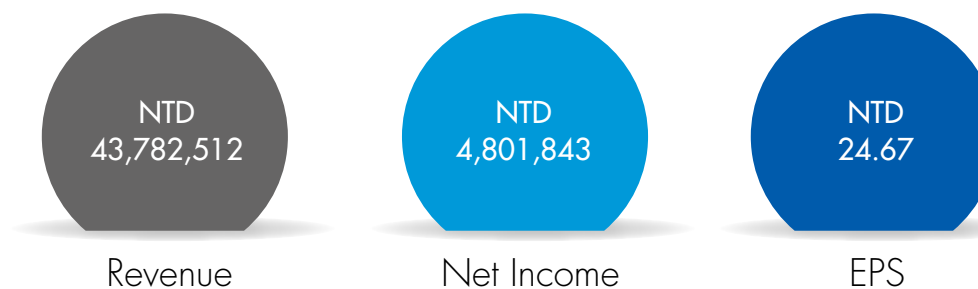 NTD
43,782,512
Revenue
NTD
4,801,843
Net Income
NTD
24.67
EPS